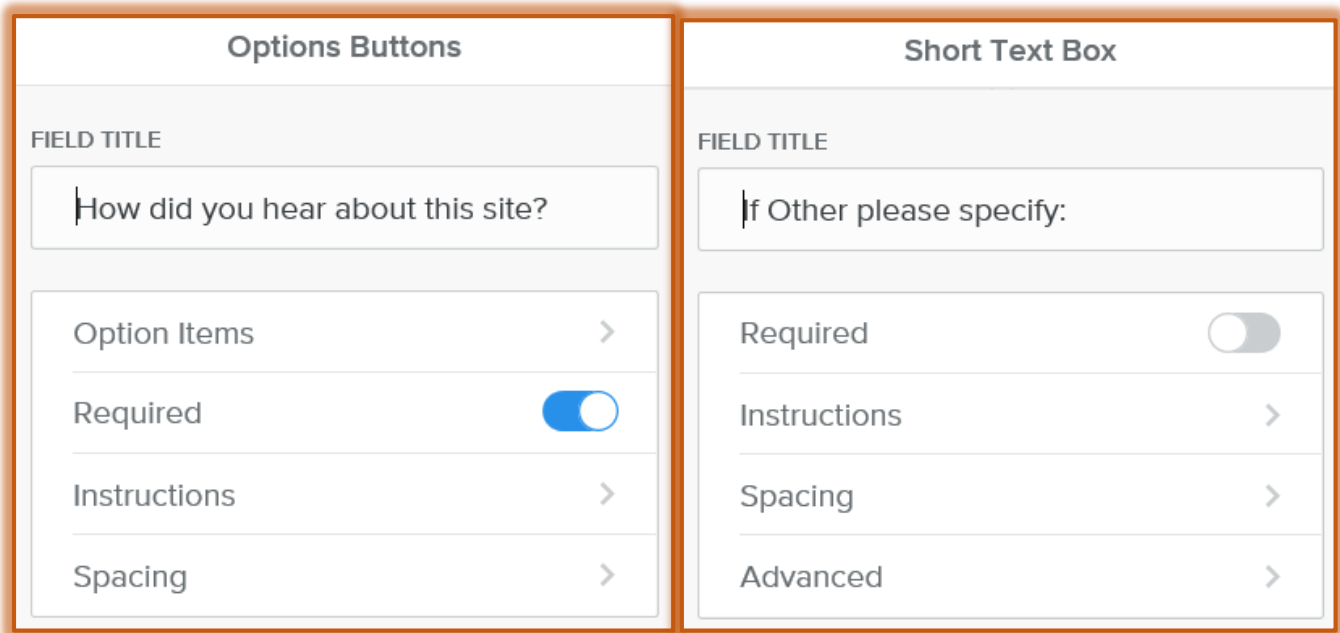 Options Buttons
FIELD TITLE
How did you hear about this site?
Option Items
Required
Instructions
Spacing
Short Text Box
FIELD TITLE
If Other please specify:
Required
Instructions
Spacing
Advanced